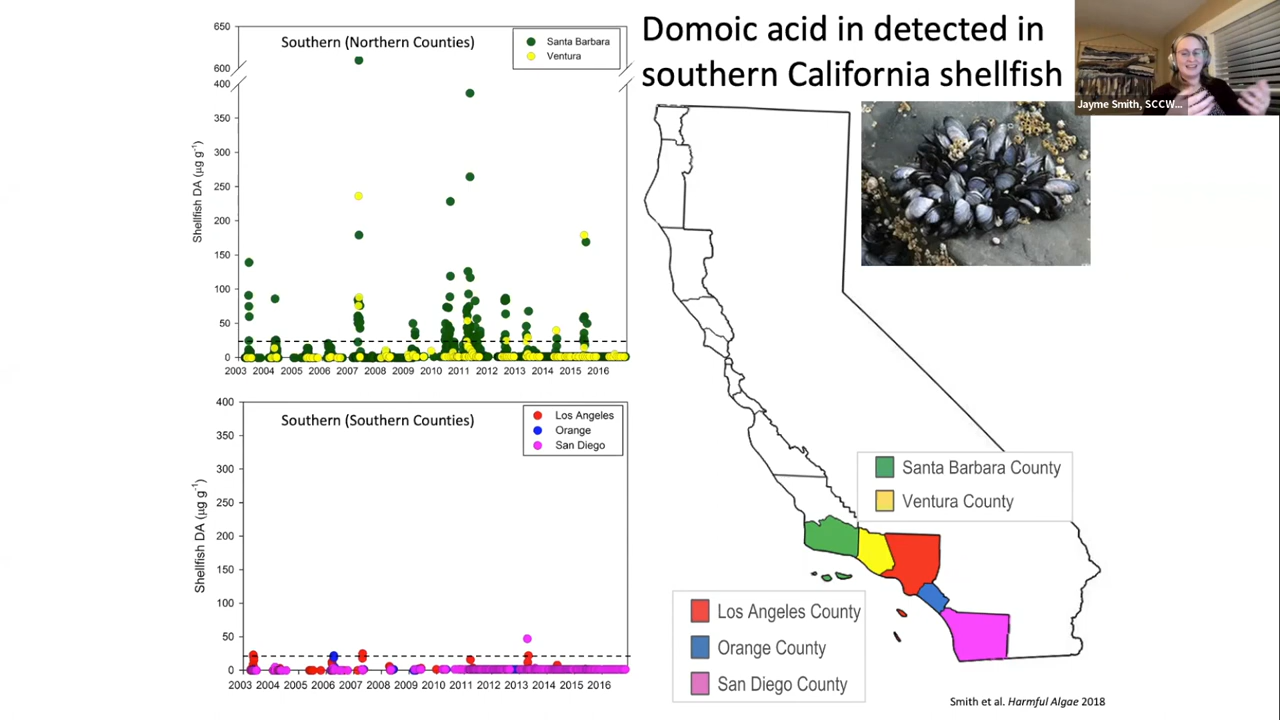 Domoic acid in detected in
southern California shellfish
Jayme Smith, SCCW...
Southern (Northern Counties)
Santa Barbara
Ventura
Shellfish DA (µg g⁻¹)
650
600
400
350
300
250
200
150
100
50
0
2003 2004 2005 2006 2007 2008 2009 2010 2011 2012 2013 2014 2015 2016
Southern (Southern Counties)
Los Angeles
Orange
San Diego
Shellfish DA (µg g⁻¹)
400
350
300
250
200
150
100
50
0
2003 2004 2005 2006 2007 2008 2009 2010 2011 2012 2013 2014 2015 2016
Santa Barbara County
Ventura County
Los Angeles County
Orange County
San Diego County
Smith et al. Harmful Algae 2018